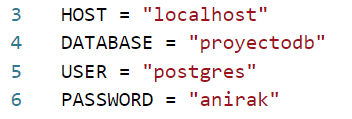 3 HOST = "localhost"
4 DATABASE = "proyectodb"
5 USER = "postgres"
6 PASSWORD = "anirak"